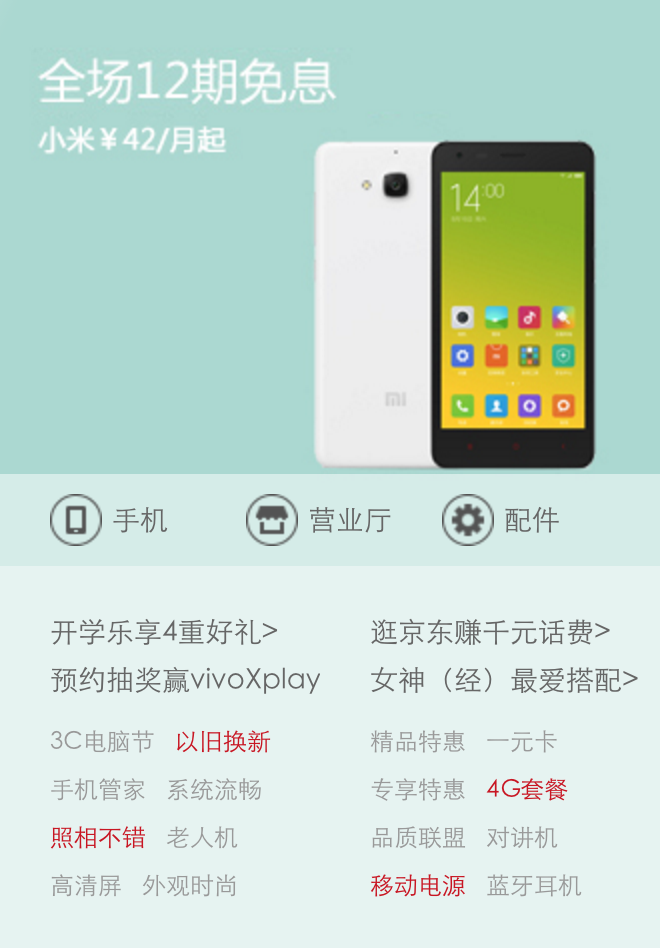 全场12期免息
小米¥42/月起
14:00
mi
手机 营业厅 配件
开学乐享4重好礼>
预约抽奖赢vivoXplay
逛京东赚千元话费>
女神（经）最爱搭配>
3C电脑节 以旧换新
手机管家 系统流畅
照相不错 老人机
高清屏 外观时尚
精品特惠 一元卡
专享特惠 4G套餐
品质联盟 对讲机
移动电源 蓝牙耳机